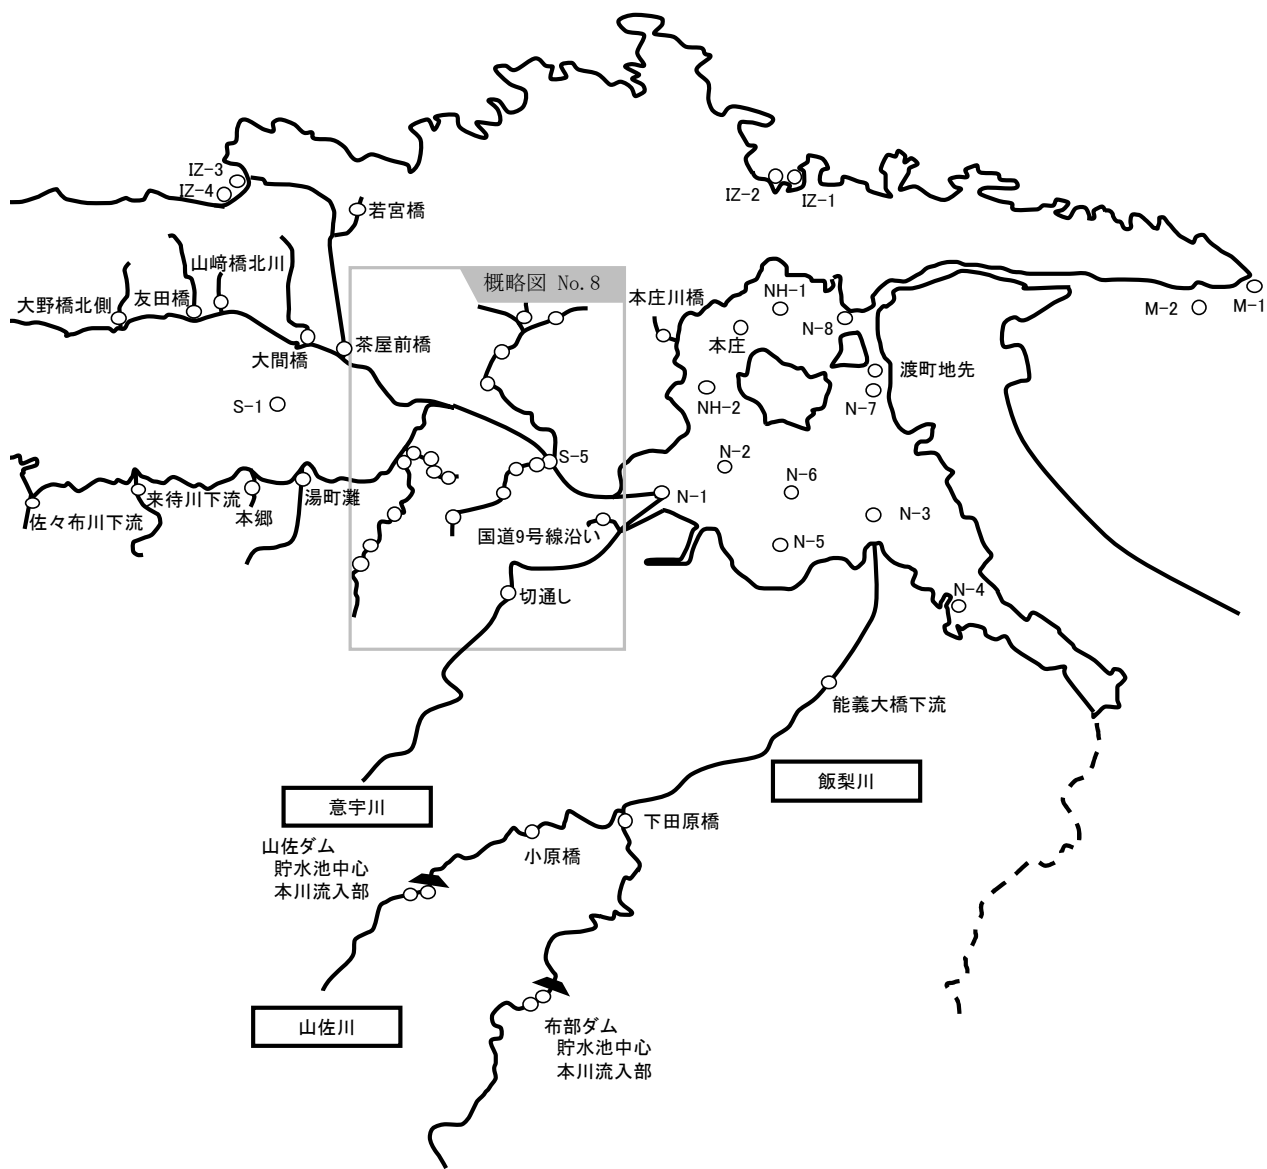 IZ-3
IZ-4
IZ-2
IZ-1
若宮橋
山﨑橋北川
大野橋北側
友田橋
概略図 No.8
本庄川橋
NH-1
N-8
M-2
M-1
大間橋
茶屋前橋
本庄
渡町地先
S-1
NH-2
N-7
S-5
N-2
N-6
佐々布川下流
来待川下流
本郷
湯町灘
N-1
国道9号線沿い
N-3
N-5
切通し
N-4
能義大橋下流
飯梨川
意宇川
山佐ダム
貯水池中心
本川流入部
小原橋
下田原橋
山佐川
布部ダム
貯水池中心
本川流入部